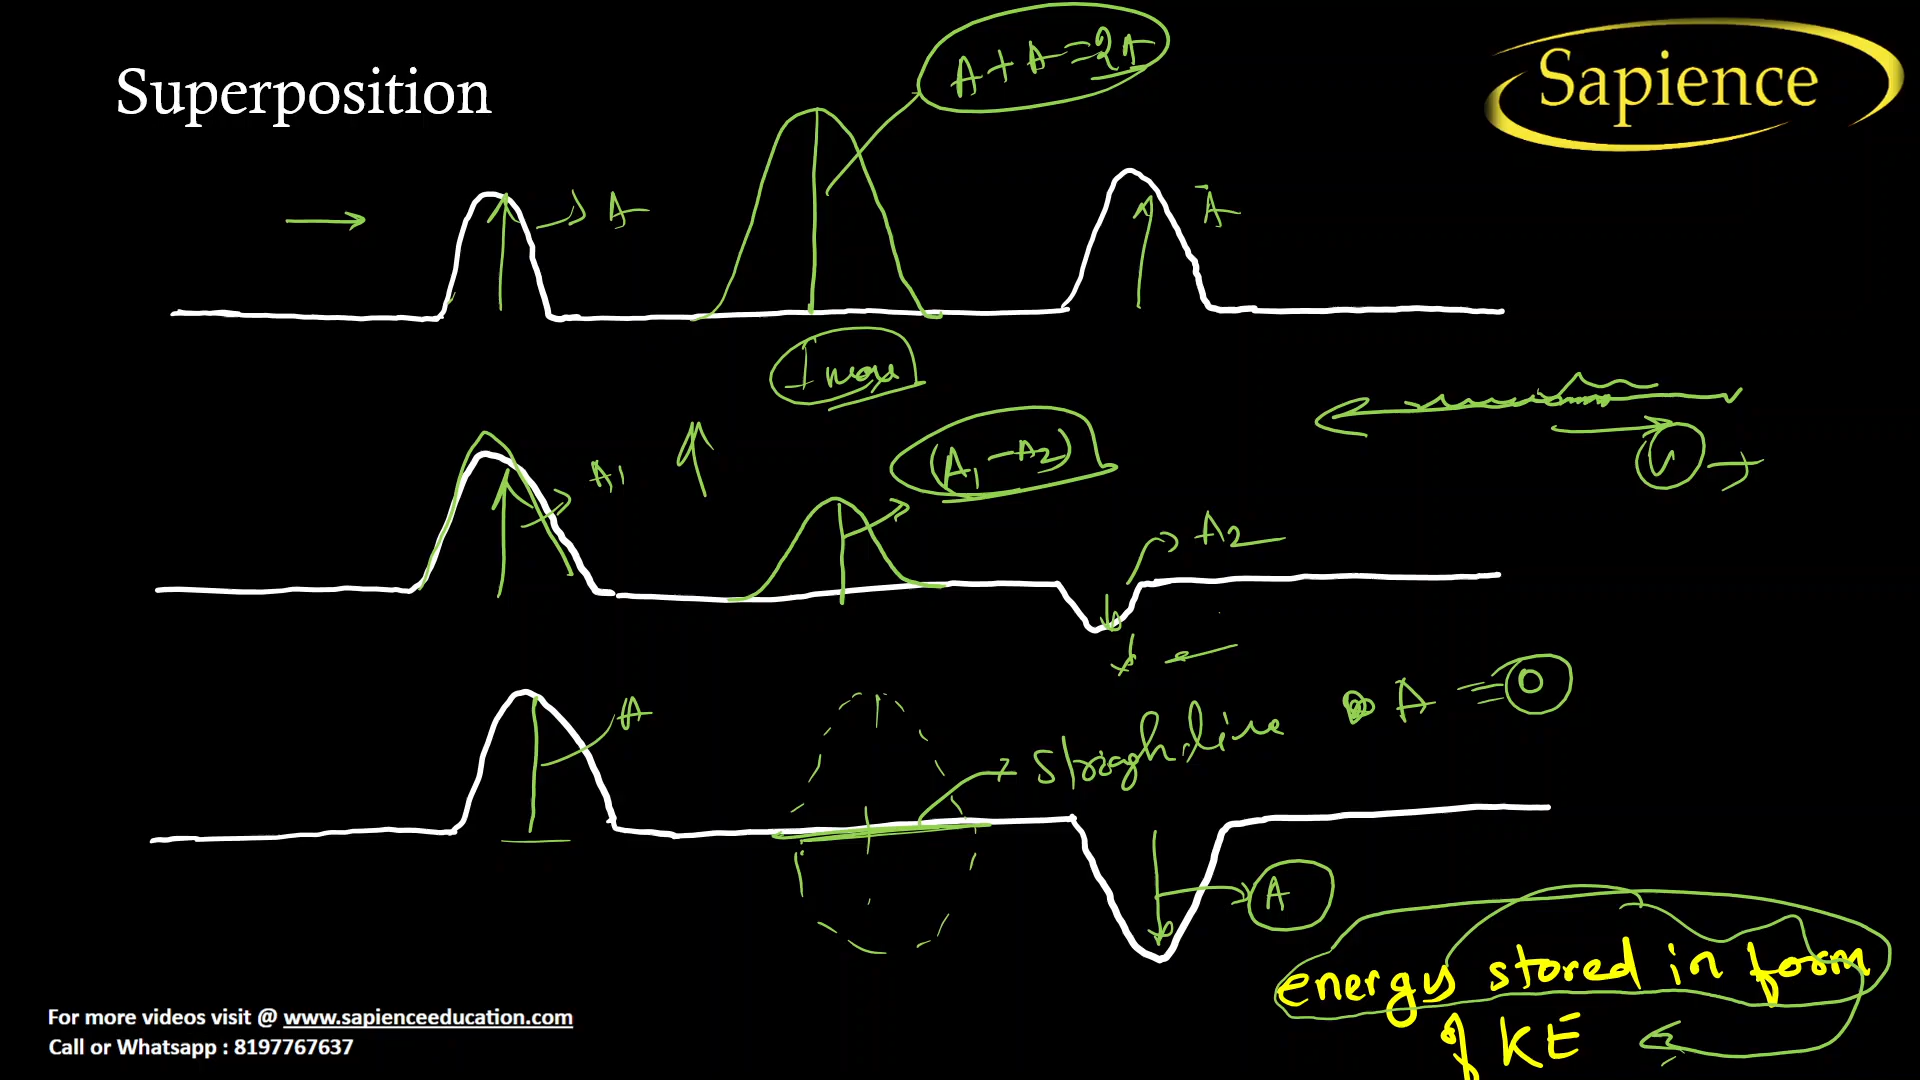 A + A = 2A
Superposition
Sapience
A
A
I max
(A1 - A2)
A1
A2
A = 0
A
Straight line
A
energy stored in form
of KE
For more videos visit @ www.sapienceeducation.com
Call or Whatsapp : 8197767637